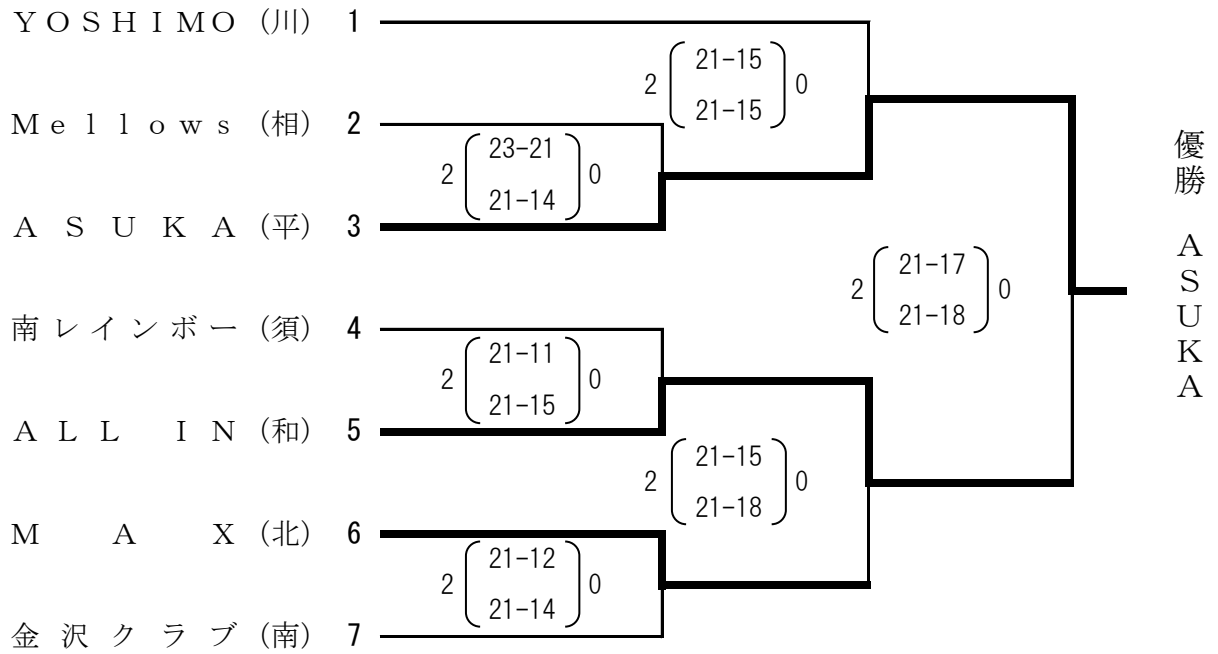 YOSHIMO (川) 1
2 21-15 0
21-15
Mellows (相) 2
2 23-21 0
21-14
ASUKA (平) 3
2 21-17 0
21-18
南レインボー (須) 4
2 21-11 0
21-15
ALL IN (和) 5
2 21-15 0
21-18
MAX (北) 6
2 21-12 0
21-14
金沢クラブ (南) 7
優勝 ASUKA